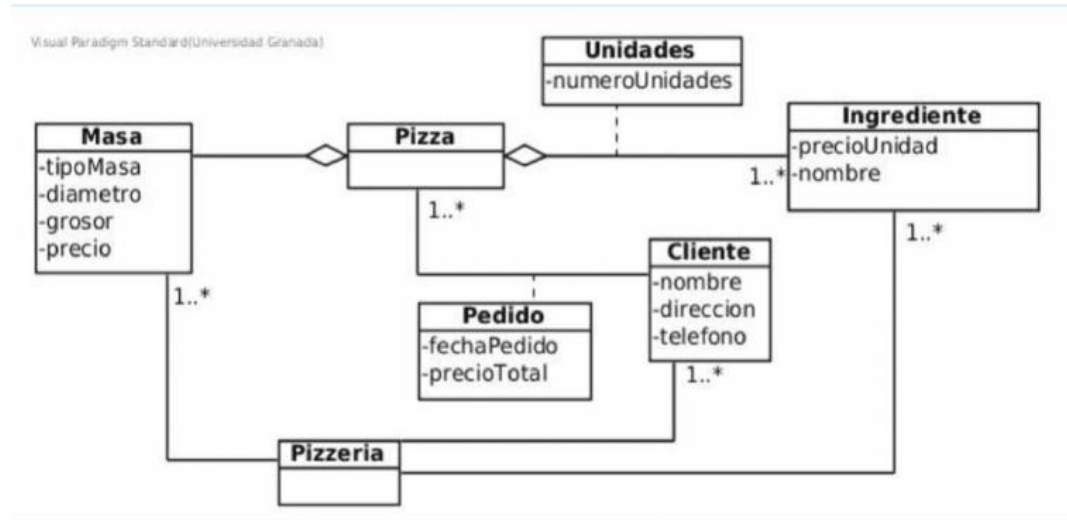 Visual Paradigm Standard(Universidad Granada)
Unidades
-numeroUnidades
Masa
-tipoMasa
-diametro
-grosor
-precio
1..*
Pizza
1..*
Ingrediente
-precioUnidad
-nombre
1..*
1..*
Cliente
-nombre
-direccion
-telefono
1..*
Pedido
-fechaPedido
-precioTotal
Pizzeria